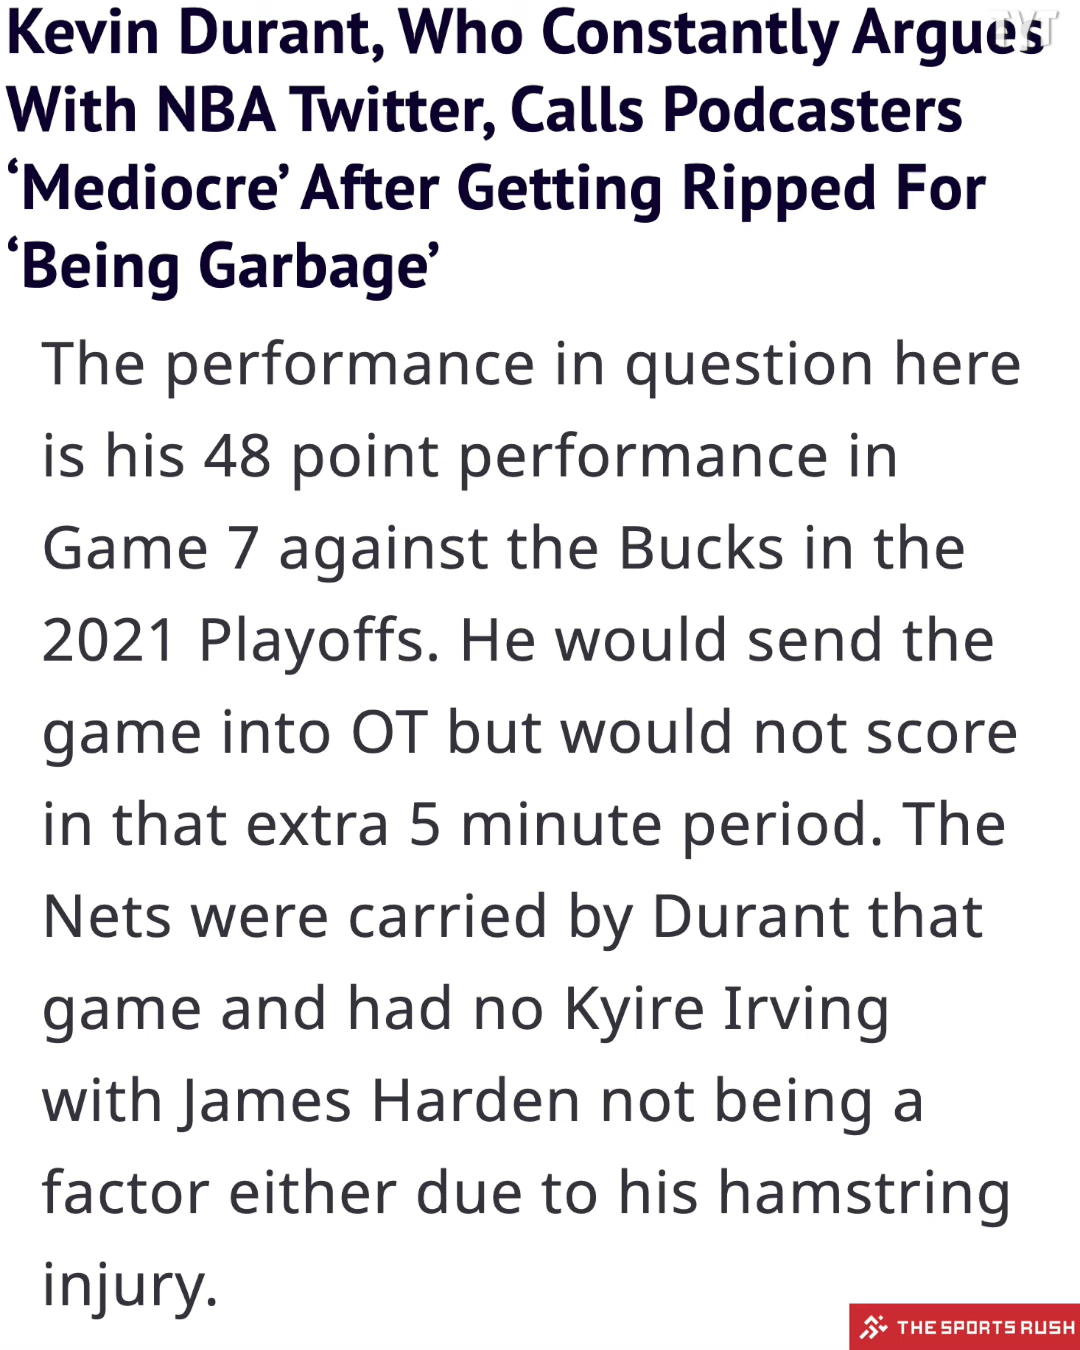 Kevin Durant, Who Constantly Argues
With NBA Twitter, Calls Podcasters
‘Mediocre’ After Getting Ripped For
‘Being Garbage’
TYT
The performance in question here
is his 48 point performance in
Game 7 against the Bucks in the
2021 Playoffs. He would send the
game into OT but would not score
in that extra 5 minute period. The
Nets were carried by Durant that
game and had no Kyire Irving
with James Harden not being a
factor either due to his hamstring
injury.
THE SPORTS RUSH